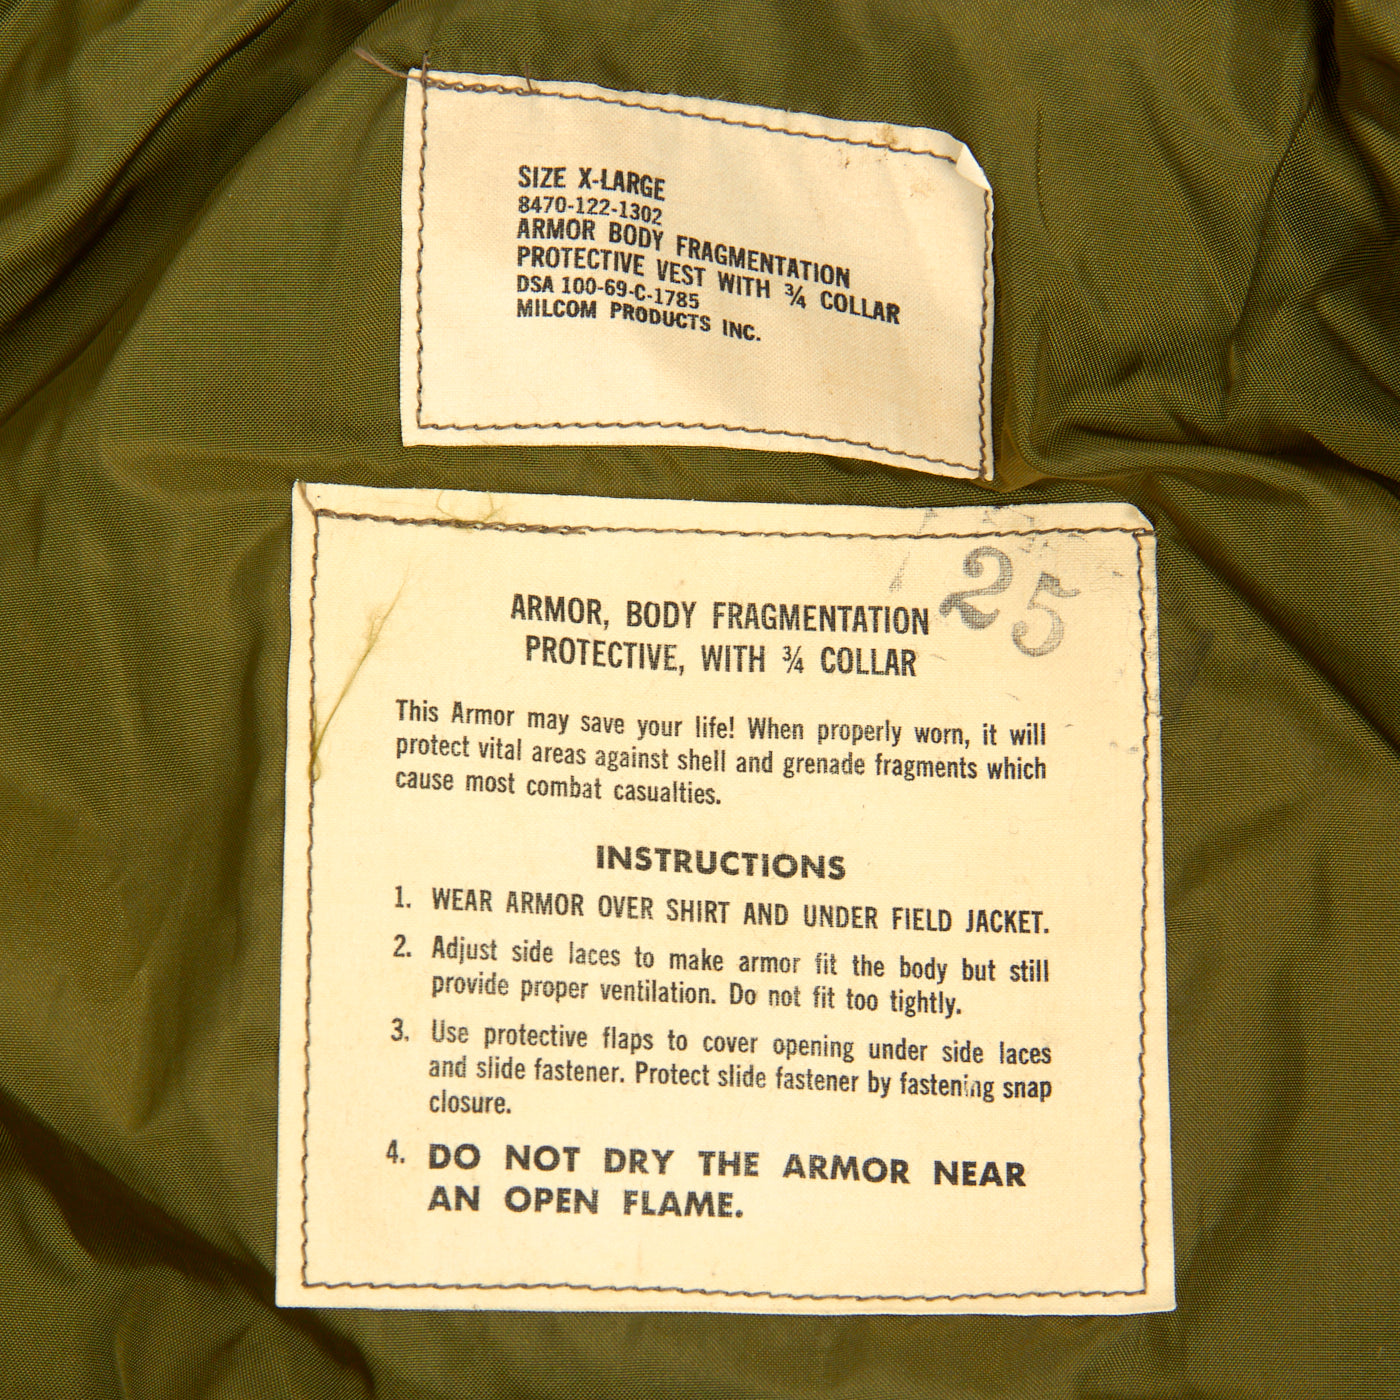 SIZE X-LARGE
8470-122-1302
ARMOR BODY FRAGMENTATION
PROTECTIVE VEST WITH ¾ COLLAR
DSA 100-69-C-1785
MILCOM PRODUCTS INC.
25
ARMOR, BODY FRAGMENTATION
PROTECTIVE, WITH ¾ COLLAR
This Armor may save your life! When properly worn, it will
protect vital areas against shell and grenade fragments which
cause most combat casualties.
INSTRUCTIONS
1. WEAR ARMOR OVER SHIRT AND UNDER FIELD JACKET.
2. Adjust side laces to make armor fit the body but still
provide proper ventilation. Do not fit too tightly.
3. Use protective flaps to cover opening under side laces
and slide fastener. Protect slide fastener by fastening snap
closure.
4. DO NOT DRY THE ARMOR NEAR
AN OPEN FLAME.